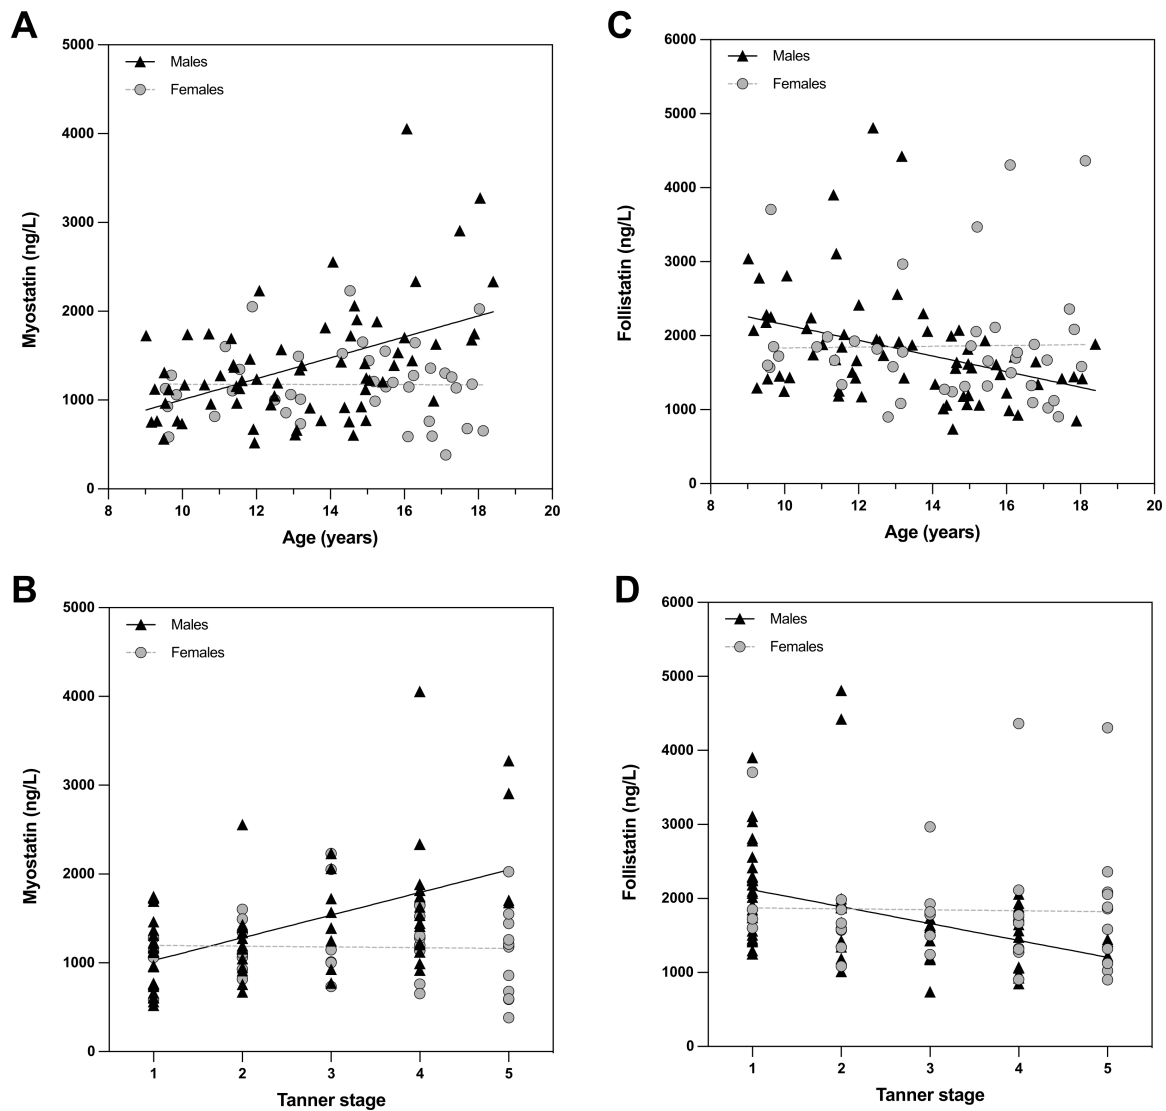 A
5000
4000
3000
2000
1000
0
Myostatin (ng/L)
Males
Females
8
10
12
14
16
18
20
Age (years)
C
6000
5000
4000
3000
2000
1000
0
Follistatin (ng/L)
Males
Females
8
10
12
14
16
18
20
Age (years)
B
5000
4000
3000
2000
1000
0
Myostatin (ng/L)
Males
Females
1
2
3
4
5
Tanner stage
D
6000
5000
4000
3000
2000
1000
0
Follistatin (ng/L)
Males
Females
1
2
3
4
5
Tanner stage